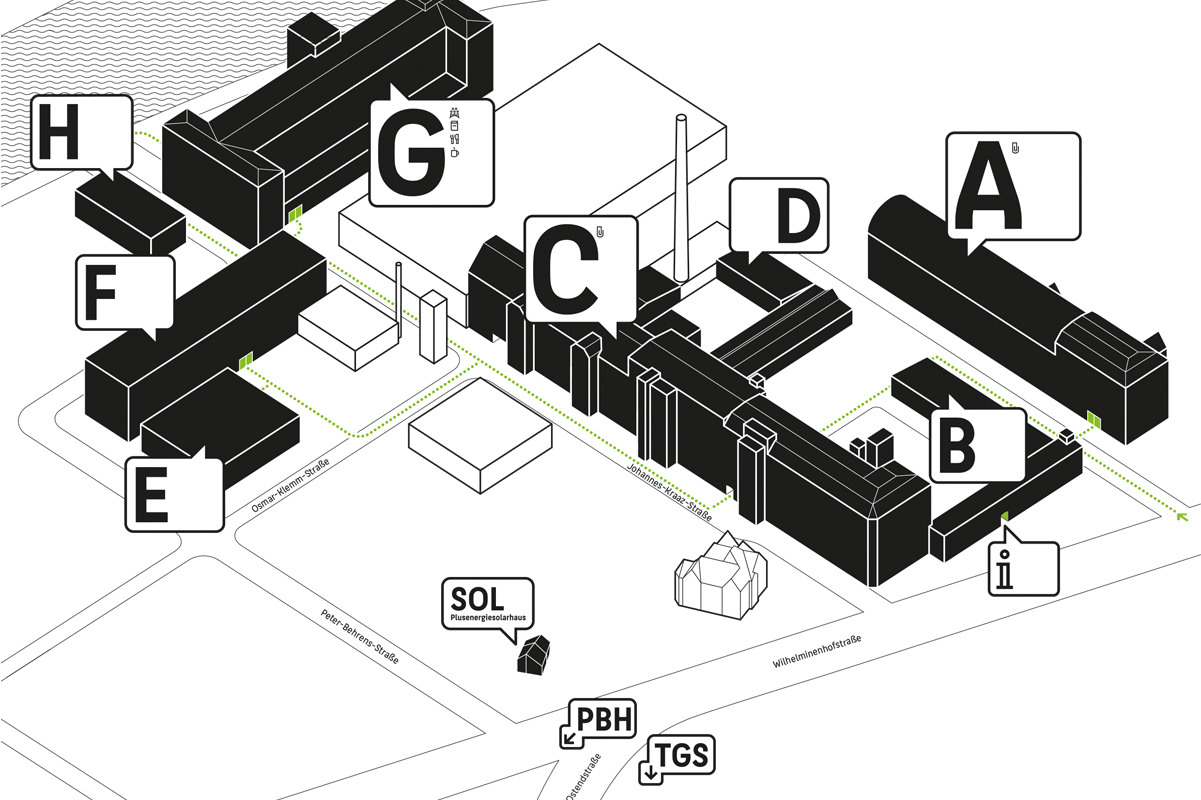 H
G
A
D
C
F
B
E
i
Osmar-Klemm-Straße
Johannes-Kraaz-Straße
SOL
Plusenergiesolarhaus
Peter-Behrens-Straße
Wilhelminenhofstraße
PBH
TGS
Ostendstraße